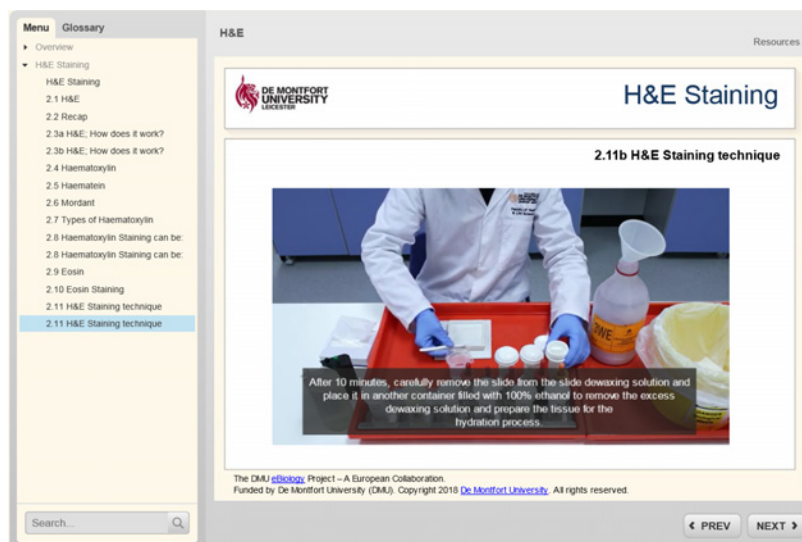 Menu Glossary
Overview
H&E Staining
H&E Staining
2.1 H&E
2.2 Recap
2.3a H&E; How does it work?
2.3b H&E; How does it work?
2.4 Haematoxylin
2.5 Haematein
2.6 Mordant
2.7 Types of Haematoxylin
2.8 Haematoxylin Staining can be:
2.8 Haematoxylin Staining can be:
2.9 Eosin
2.10 Eosin Staining
2.11 H&E Staining technique
2.11 H&E Staining technique
Search...
H&E
Resources
DE MONTFORT
UNIVERSITY
LEICESTER
H&E Staining
2.11b H&E Staining technique
After 10 minutes, carefully remove the slide from the slide dewaxing solution and
place it in another container filled with 100% ethanol to remove the excess
dewaxing solution and prepare the tissue for the
hydration process.
The DMU eBiology Project – A European Collaboration.
Funded by De Montfort University (DMU). Copyright 2018 De Montfort University. All rights reserved.
PREV
NEXT